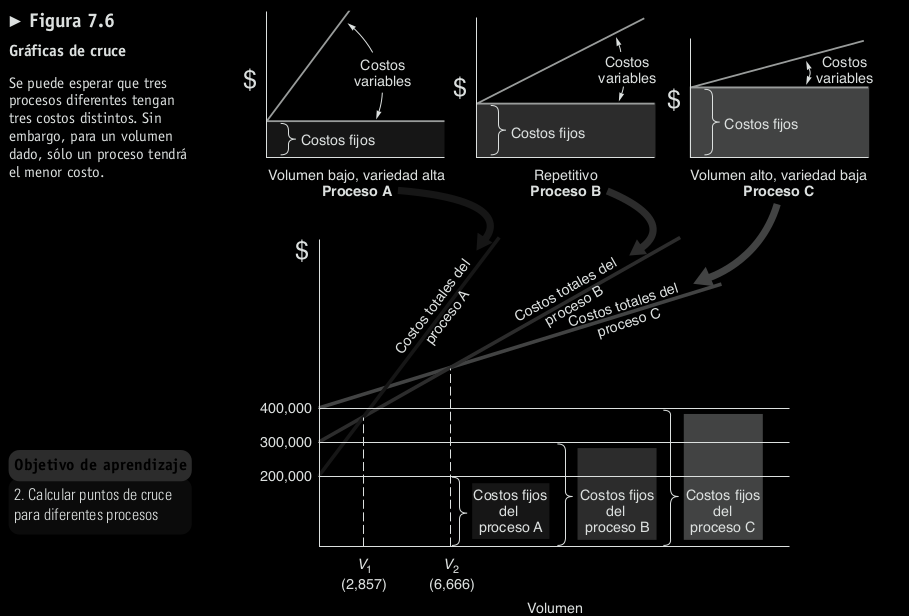 ► Figura 7.6
Gráficas de cruce
Se puede esperar que tres
procesos diferentes tengan
tres costos distintos. Sin
embargo, para un volumen
dado, sólo un proceso tendrá
el menor costo.
$
Costos
variables
Costos fijos
Volumen bajo, variedad alta
Proceso A
$
Costos
variables
Costos fijos
Repetitivo
Proceso B
$
Costos
variables
Costos fijos
Volumen alto, variedad baja
Proceso C
$
Costos totales del
proceso A
Costos totales del
proceso B
Costos totales del
proceso C
400,000
300,000
200,000
Costos fijos
del
proceso A
Costos fijos
del
proceso B
Costos fijos
del
proceso C
V1
(2,857)
V2
(6,666)
Volumen
Objetivo de aprendizaje
2. Calcular puntos de cruce
para diferentes procesos